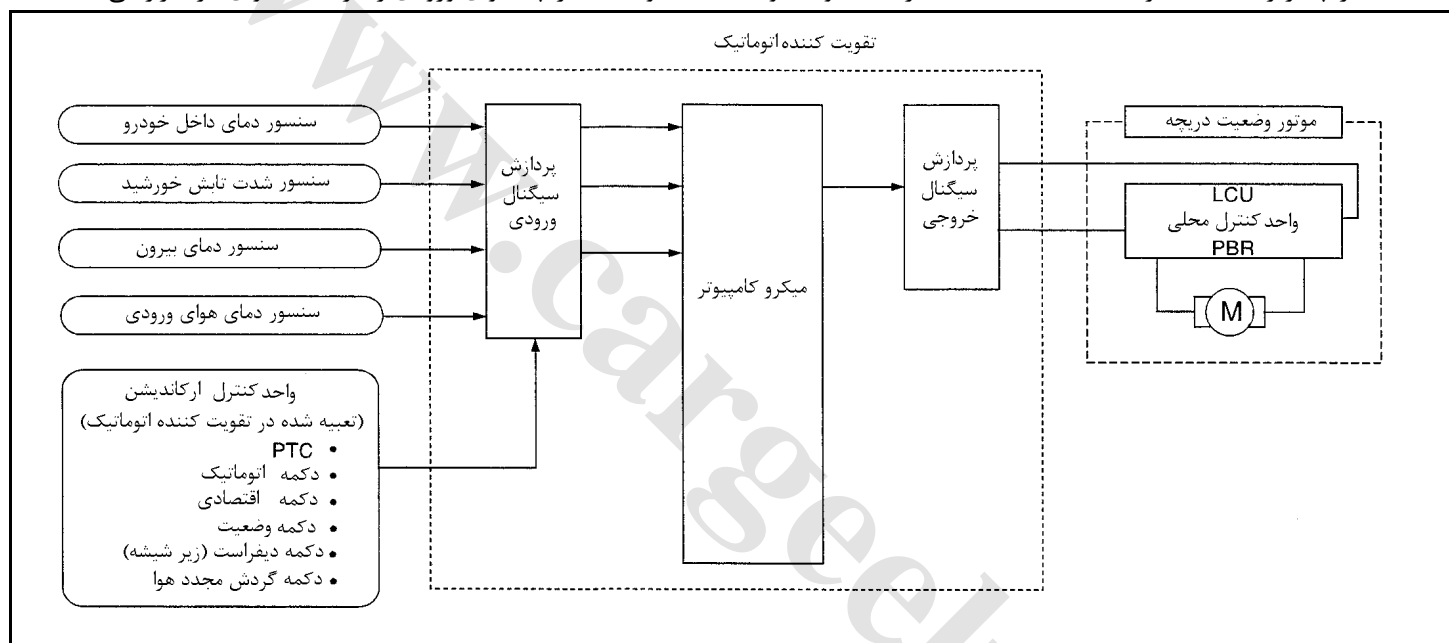 تقویت کننده اتوماتیک
سنسور دمای داخل خودرو
سنسور شدت تابش خورشید
سنسور دمای بیرون
سنسور دمای هوای ورودی
واحد کنترل ارکاندیشن
(تعبیه شده در تقویت کننده اتوماتیک)
• PTC
• دکمه اتوماتیک
• دکمه اقتصادی
• دکمه وضعیت
• دکمه دیفراست (زیر شیشه)
• دکمه گردش مجدد هوا
پردازش
سیگنال
ورودی
میکرو کامپیوتر
پردازش
سیگنال
خروجی
موتور وضعیت دریچه
LCU
واحد کنترل محلی
PBR
M
www.cargeek